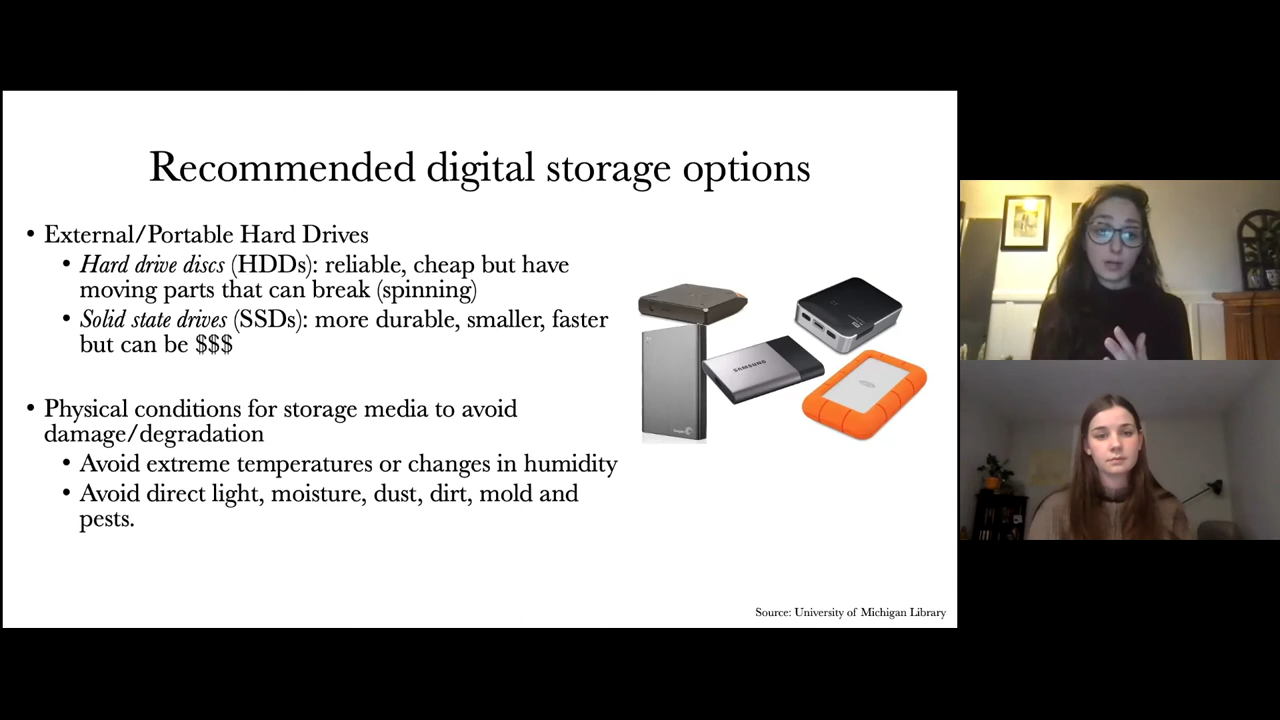 Recommended digital storage options
• External/Portable Hard Drives
• Hard drive discs (HDDs): reliable, cheap but have
moving parts that can break (spinning)
• Solid state drives (SSDs): more durable, smaller, faster
but can be $$$
• Physical conditions for storage media to avoid
damage/degradation
• Avoid extreme temperatures or changes in humidity
• Avoid direct light, moisture, dust, dirt, mold and
pests.
SAMSUNG
Seagate
Source: University of Michigan Library